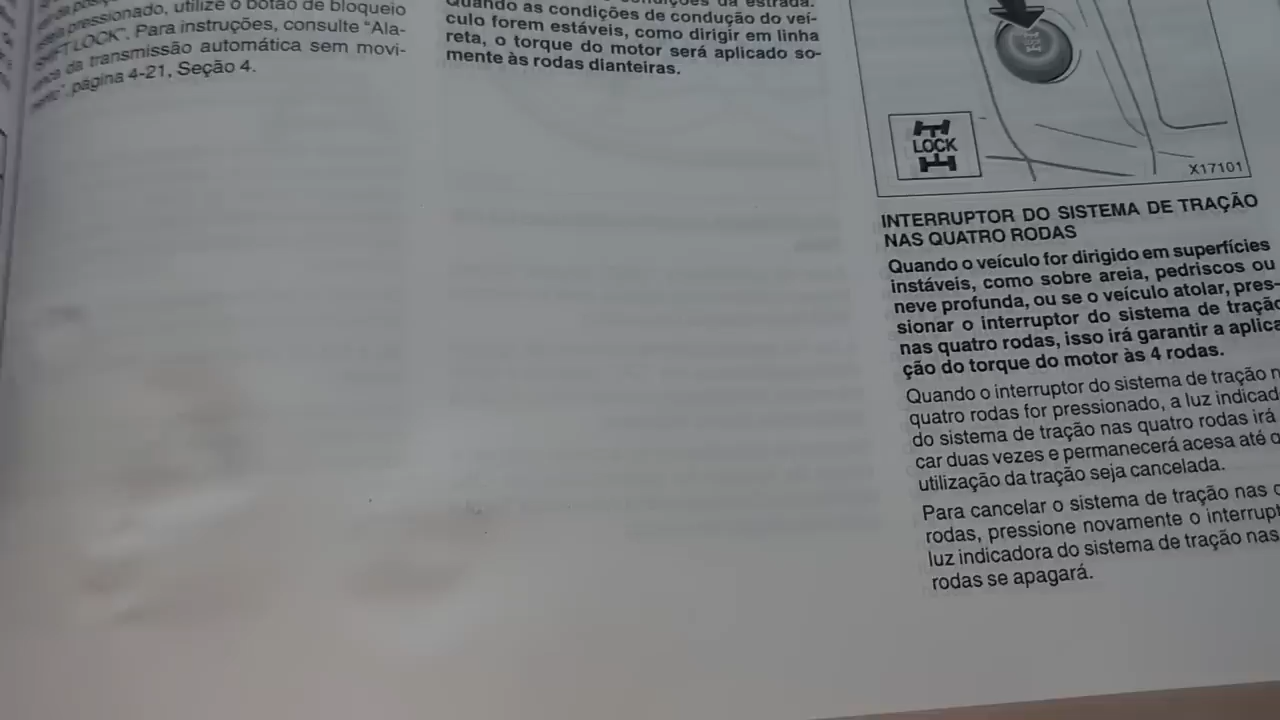 pressionado, utilize o botão de bloqueio
LOCK”. Para instruções, consulte “Ala-
da transmissão automática sem movi-
página 4-21, Seção 4.
da estrada.
Quando as condições de condução do veí-
culo forem estáveis, como dirigir em linha
reta, o torque do motor será aplicado so-
mente às rodas dianteiras.
LOCK
X17101
INTERRUPTOR DO SISTEMA DE TRAÇÃO
NAS QUATRO RODAS
Quando o veículo for dirigido em superfícies
instáveis, como sobre areia, pedriscos ou
neve profunda, ou se o veículo atolar, pres-
sionar o interruptor do sistema de tração
nas quatro rodas, isso irá garantir a aplica
ção do torque do motor às 4 rodas.
Quando o interruptor do sistema de tração n
quatro rodas for pressionado, a luz indicad
do sistema de tração nas quatro rodas irá
car duas vezes e permanecerá acesa até q
utilização da tração seja cancelada.
Para cancelar o sistema de tração nas q
rodas, pressione novamente o interrupt
luz indicadora do sistema de tração nas
rodas se apagará.